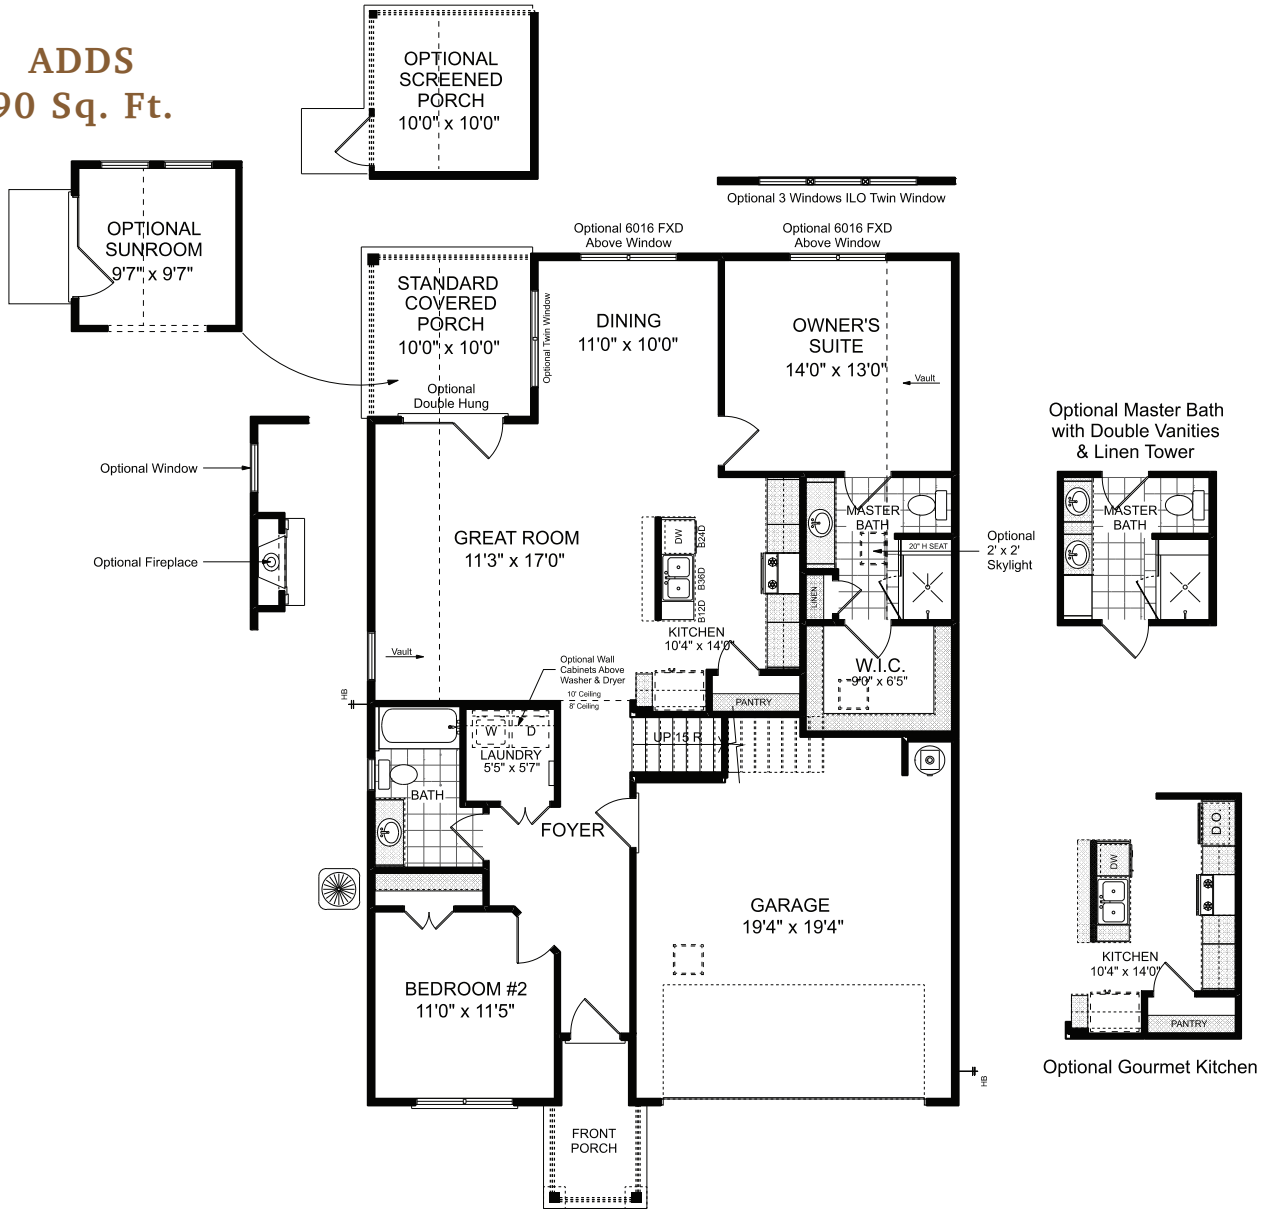 ADDS
90 Sq. Ft.
OPTIONAL
SCREENED
PORCH
10'0" x 10'0"
OPTIONAL
SUNROOM
9'7" x 9'7"
Optional 3 Windows ILO Twin Window
Optional 6016 FXD
Above Window
Optional 6016 FXD
Above Window
STANDARD
COVERED
PORCH
10'0" x 10'0"
Optional
Double Hung
Optional Twin Window
DINING
11'0" x 10'0"
OWNER'S
SUITE
14'0" x 13'0"
Vault
Optional Master Bath
with Double Vanities
& Linen Tower
MASTER
BATH
Optional Window
Optional Fireplace
GREAT ROOM
11'3" x 17'0"
DW
B24D
B36D
B12D
KITCHEN
10'4" x 14'0"
MASTER
BATH
20" H SEAT
LINEN
Optional
2' x 2'
Skylight
W.I.C.
9'0" x 6'5"
Vault
Optional Wall
Cabinets Above
Washer & Dryer
10' Ceiling
8' Ceiling
HB
PANTRY
UP 15 R
W
D
LAUNDRY
5'5" x 5'7"
BATH
FOYER
GARAGE
19'4" x 19'4"
BEDROOM #2
11'0" x 11'5"
FRONT
PORCH
HB
D.O.
DW
KITCHEN
10'4" x 14'0"
PANTRY
Optional Gourmet Kitchen